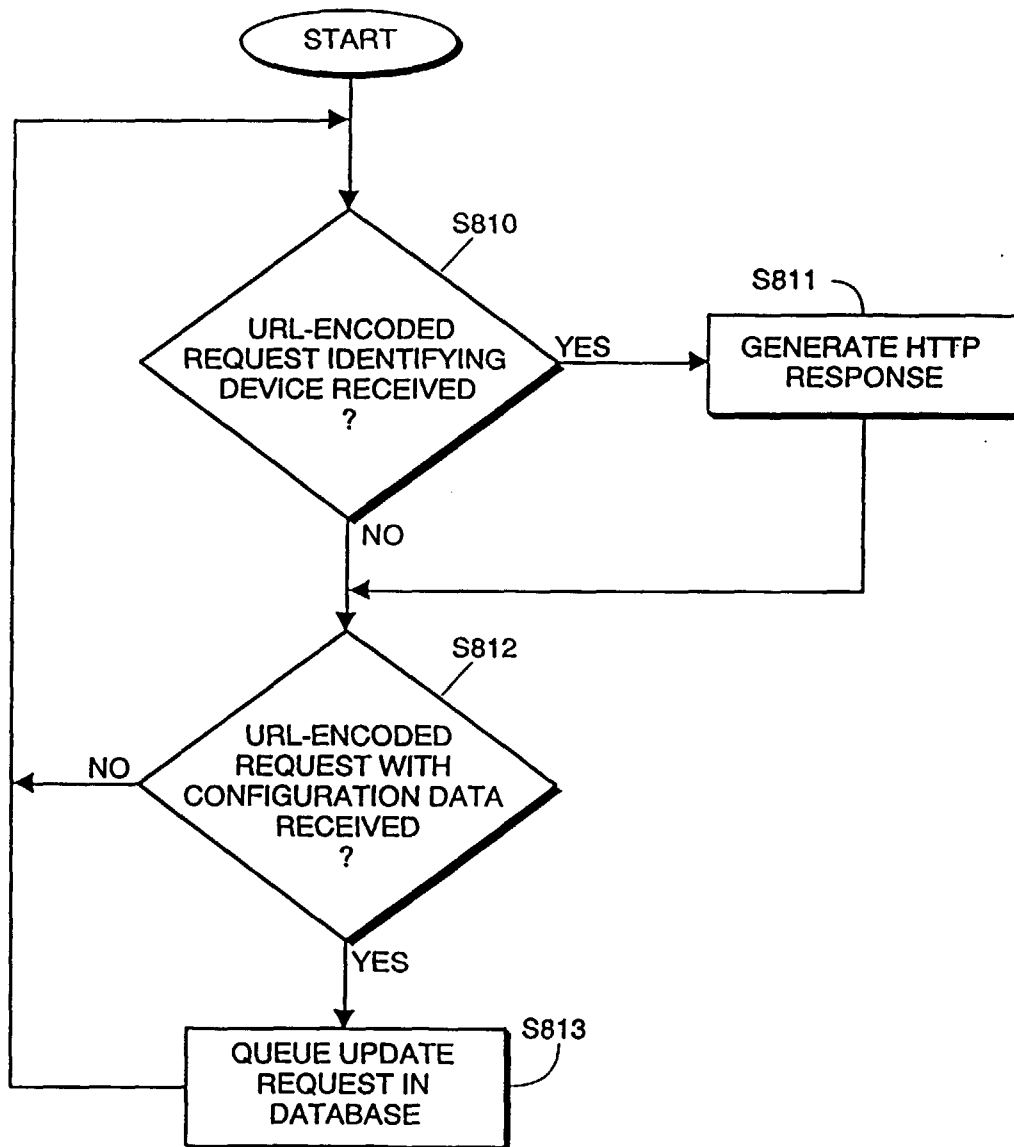 START
S810
URL-ENCODED
REQUEST IDENTIFYING
DEVICE RECEIVED
?
YES
S811
GENERATE HTTP
RESPONSE
NO
S812
URL-ENCODED
REQUEST WITH
CONFIGURATION DATA
RECEIVED
?
NO
YES
S813
QUEUE UPDATE
REQUEST IN
DATABASE